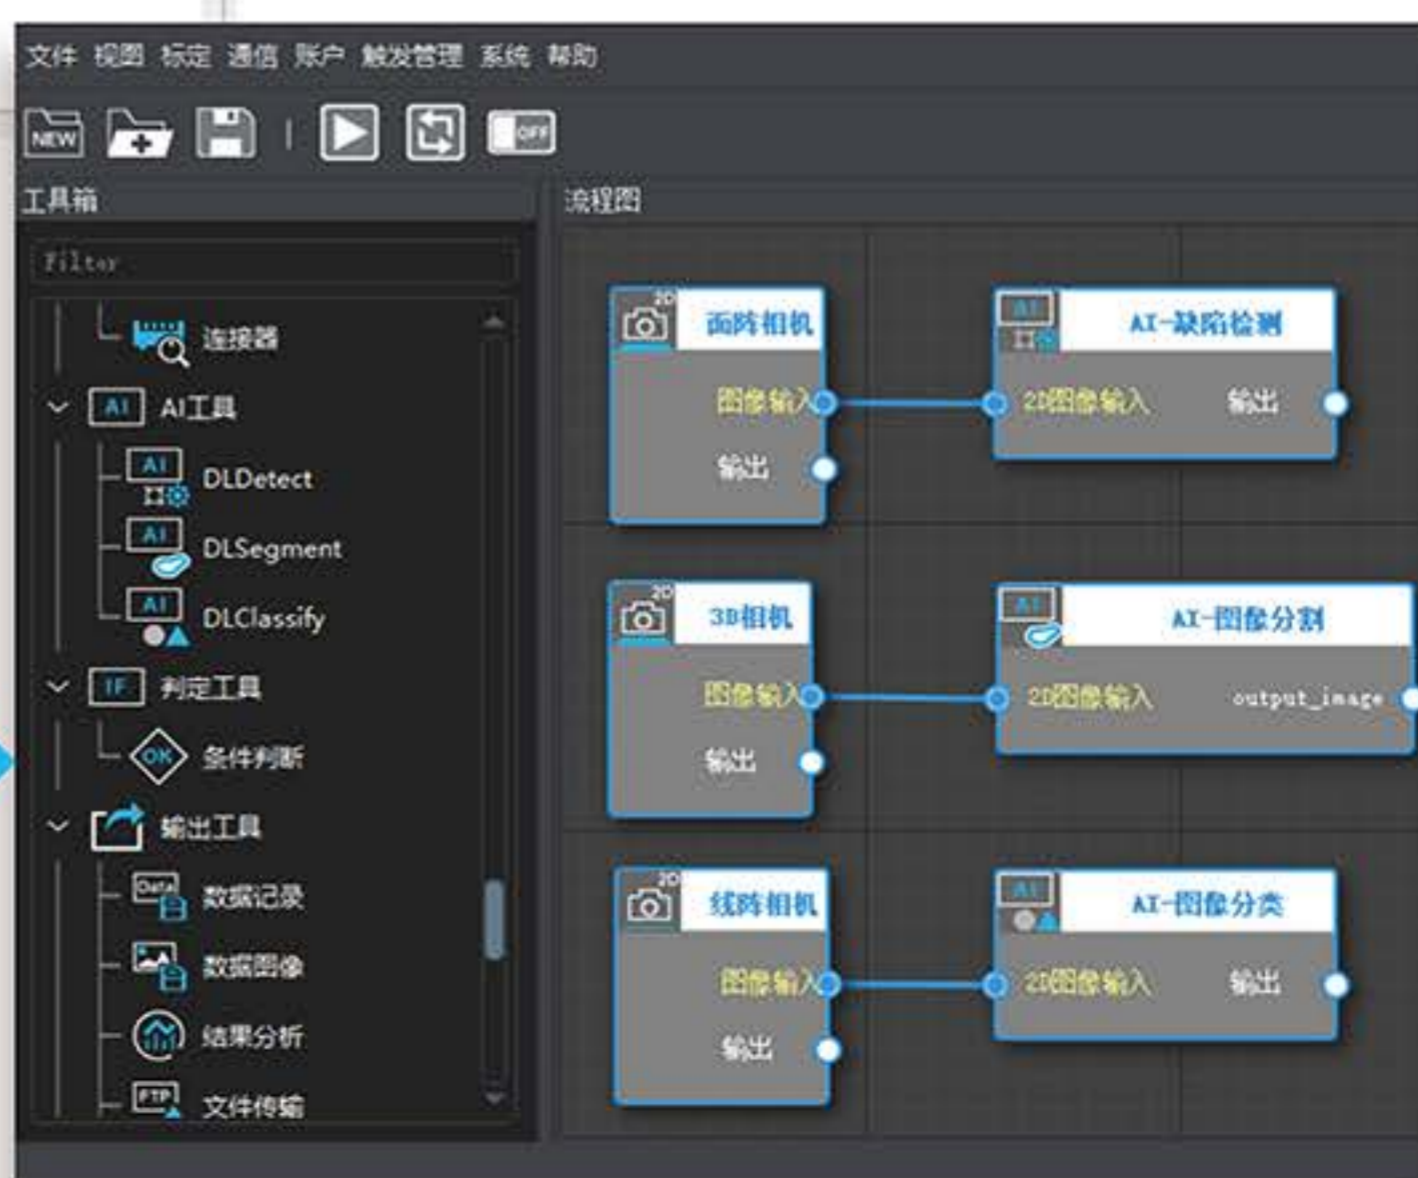 文件 视图 标定 通信 账户 触发管理 系统 帮助
NEW OFF
工具箱
流程图
Filter
连接器
AI AI工具
AI DLDetect
AI DLSegment
AI DLClassify
IF 判定工具
OK 条件判断
输出工具
Data 数据记录
数据图像
结果分析
FTP 文件传输
2D 面阵相机
图像输入
输出
AI AI-缺陷检测
2D图像输入 输出
2D 3D相机
图像输入
输出
AI AI-图像分割
2D图像输入 output_image
2D 线阵相机
图像输入
输出
AI AI-图像分类
2D图像输入 输出